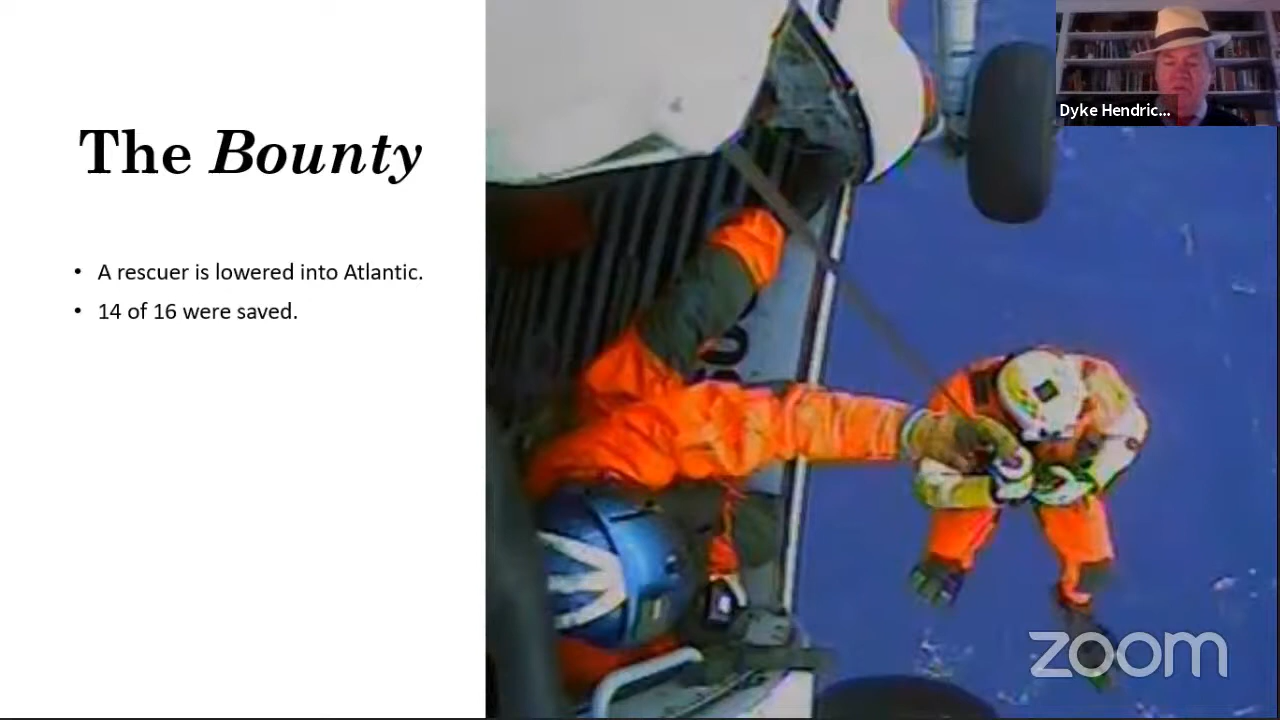 The Bounty
• A rescuer is lowered into Atlantic.
• 14 of 16 were saved.
Dyke Hendric...
zoom